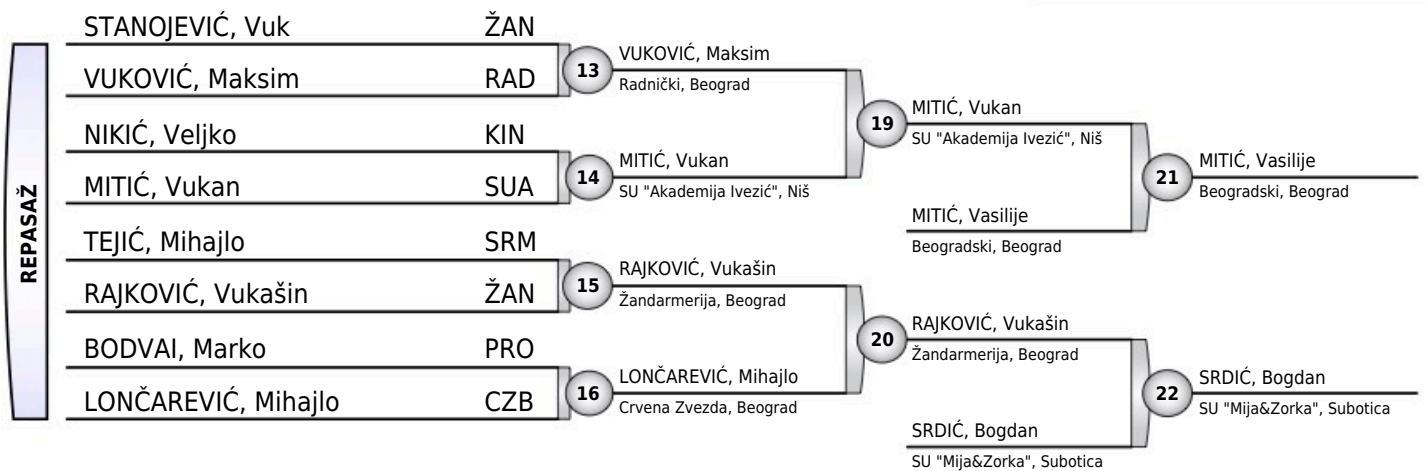 REPASAŽ
STANOJEVIĆ, Vuk ŽAN
VUKOVIĆ, Maksim RAD
NIKIĆ, Veljko KIN
MITIĆ, Vukan SUA
TEJIĆ, Mihajlo SRM
RAJKOVIĆ, Vukašin ŽAN
BODVAI, Marko PRO
LONČAREVIĆ, Mihajlo CZB
13
VUKOVIĆ, Maksim
Radnički, Beograd
14
MITIĆ, Vukan
SU "Akademija Ivezić", Niš
15
RAJKOVIĆ, Vukašin
Žandarmerija, Beograd
16
LONČAREVIĆ, Mihajlo
Crvena Zvezda, Beograd
19
MITIĆ, Vukan
SU "Akademija Ivezić", Niš
MITIĆ, Vasilije
Beogradski, Beograd
20
RAJKOVIĆ, Vukašin
Žandarmerija, Beograd
SRDIĆ, Bogdan
SU "Mija&Zorka", Subotica
21
MITIĆ, Vasilije
Beogradski, Beograd
22
SRDIĆ, Bogdan
SU "Mija&Zorka", Subotica